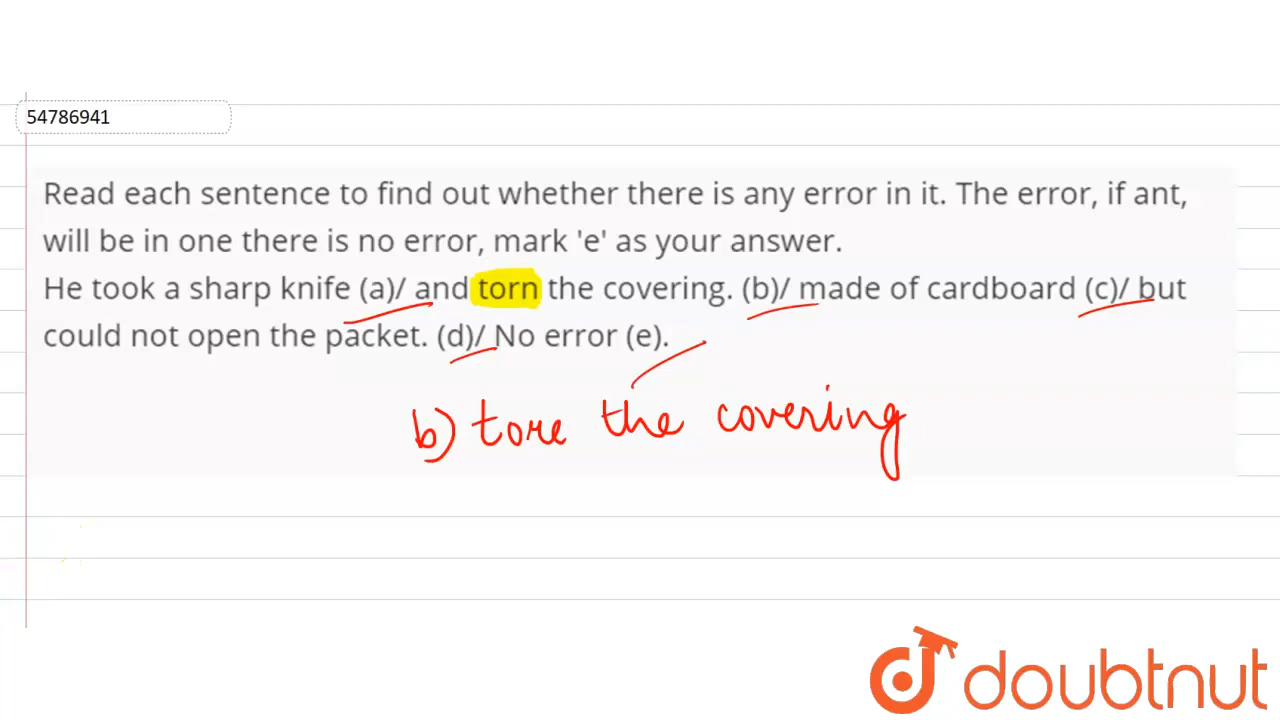 54786941
Read each sentence to find out whether there is any error in it. The error, if ant,
will be in one there is no error, mark 'e' as your answer.
He took a sharp knife (a)/ and torn the covering. (b)/ made of cardboard (c)/ but
could not open the packet. (d)/ No error (e).
b) tore the covering
doubtnut